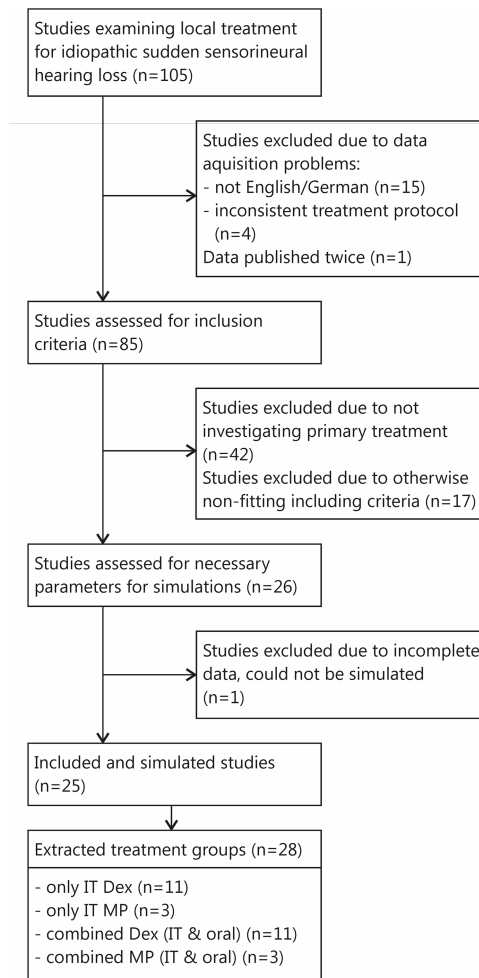 Studies examining local treatment
for idiopathic sudden sensorineural
hearing loss (n=105)
Studies excluded due to data
aquisition problems:
- not English/German (n=15)
- inconsistent treatment protocol
(n=4)
Data published twice (n=1)
Studies assessed for inclusion
criteria (n=85)
Studies excluded due to not
investigating primary treatment
(n=42)
Studies excluded due to otherwise
non-fitting including criteria (n=17)
Studies assessed for necessary
parameters for simulations (n=26)
Studies excluded due to incomplete
data, could not be simulated
(n=1)
Included and simulated studies
(n=25)
Extracted treatment groups (n=28)
- only IT Dex (n=11)
- only IT MP (n=3)
- combined Dex (IT & oral) (n=11)
- combined MP (IT & oral) (n=3)